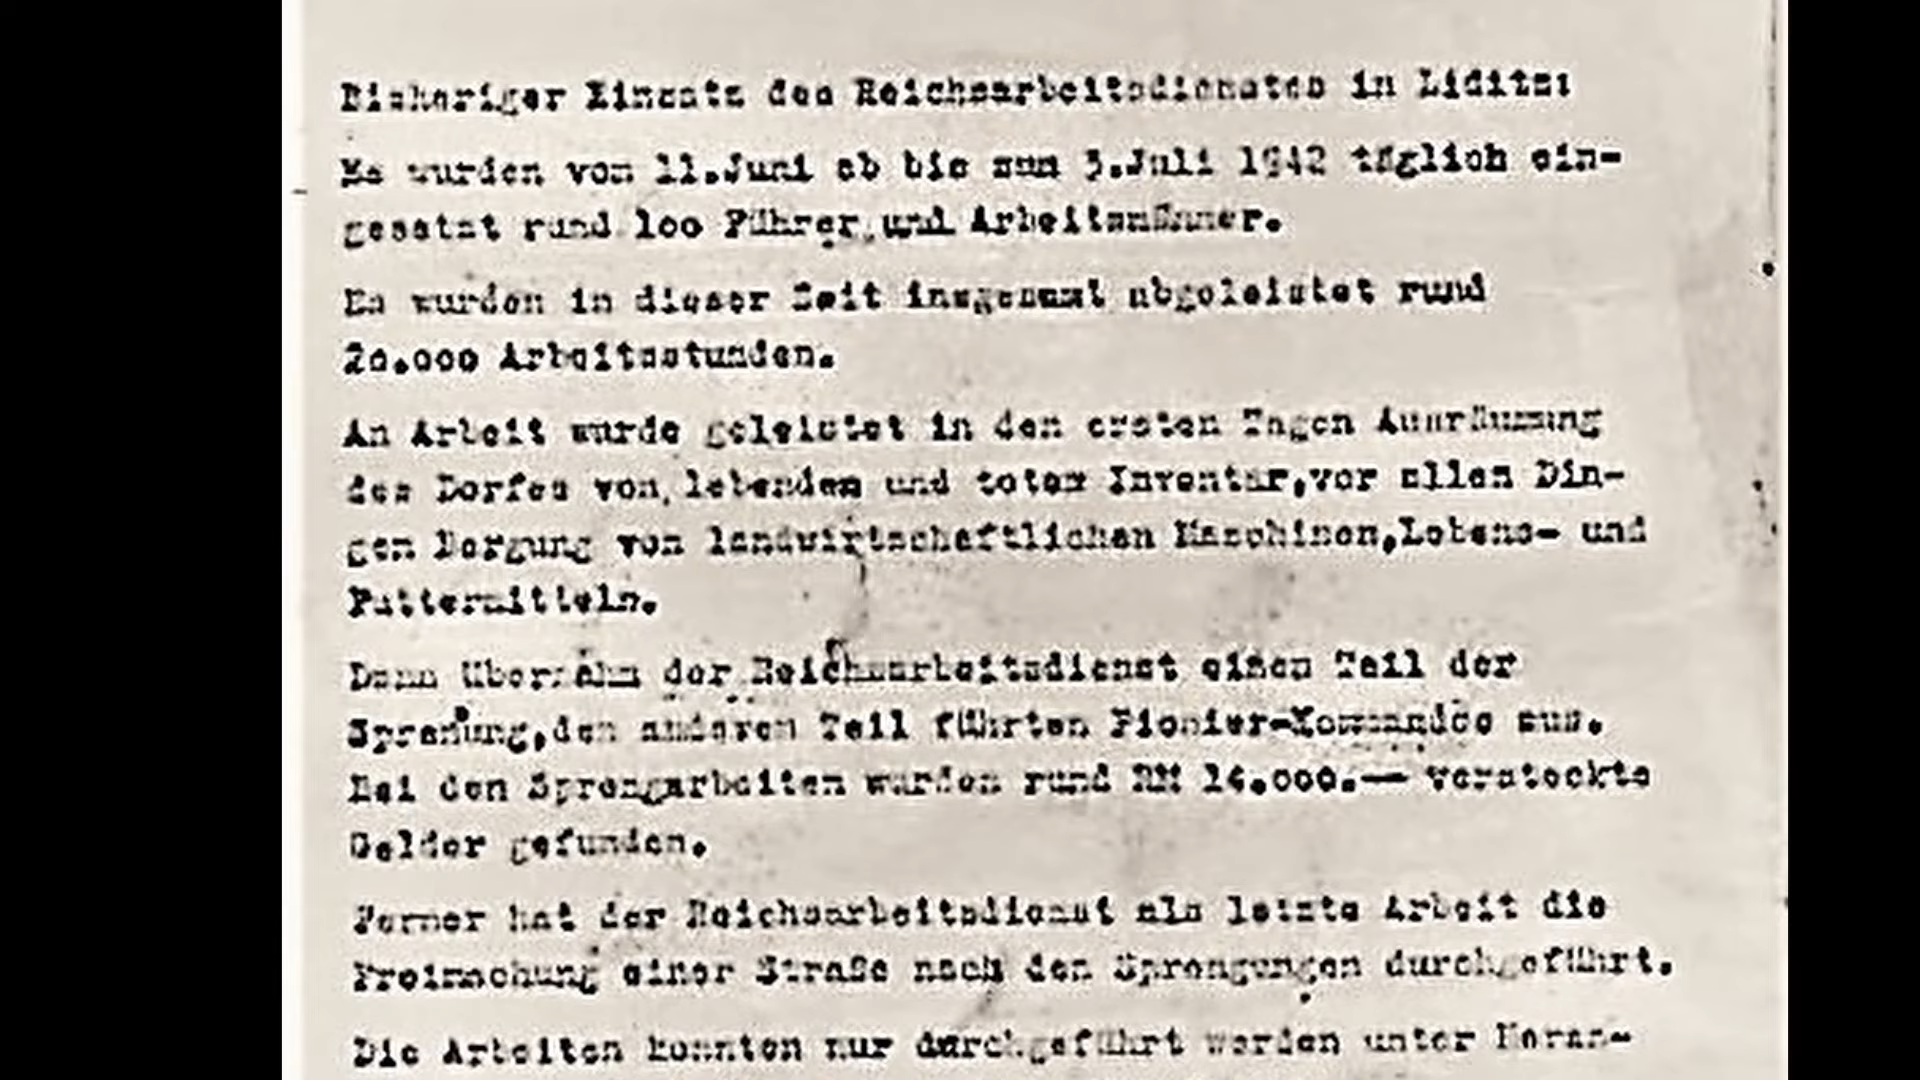 Bisheriger Einsatz des Reichsarbeitsdienstes in Liditz:
Es wurden vom 11.Juni ab bis zum 3.Juli 1942 täglich ein-
gesetzt rund 100 Führer und Arbeitsmänner.
Es wurden in dieser Zeit insgesamt abgeleistet rund
20.000 Arbeitsstunden.
An Arbeit wurde geleistet in den ersten Tagen Ausräumung
des Dorfes von lebendem und totem Inventar,vor allen Din-
gen Bergung von landwirtschaftlichen Maschinen,Lebens- und
Futtermitteln.
Dann übernahm der Reichsarbeitsdienst einen Teil der
Sprengung,den anderen Teil führten Pionier-Kommandos aus.
Bei den Sprengarbeiten wurden rund RM 14.000.— versteckte
Gelder gefunden.
Ferner hat der Reichsarbeitsdienst als letzte Arbeit die
Freimachung einer Straße nach den Sprengungen durchgeführt.
Die Arbeiten konnten nur durchgeführt werden unter Heran-